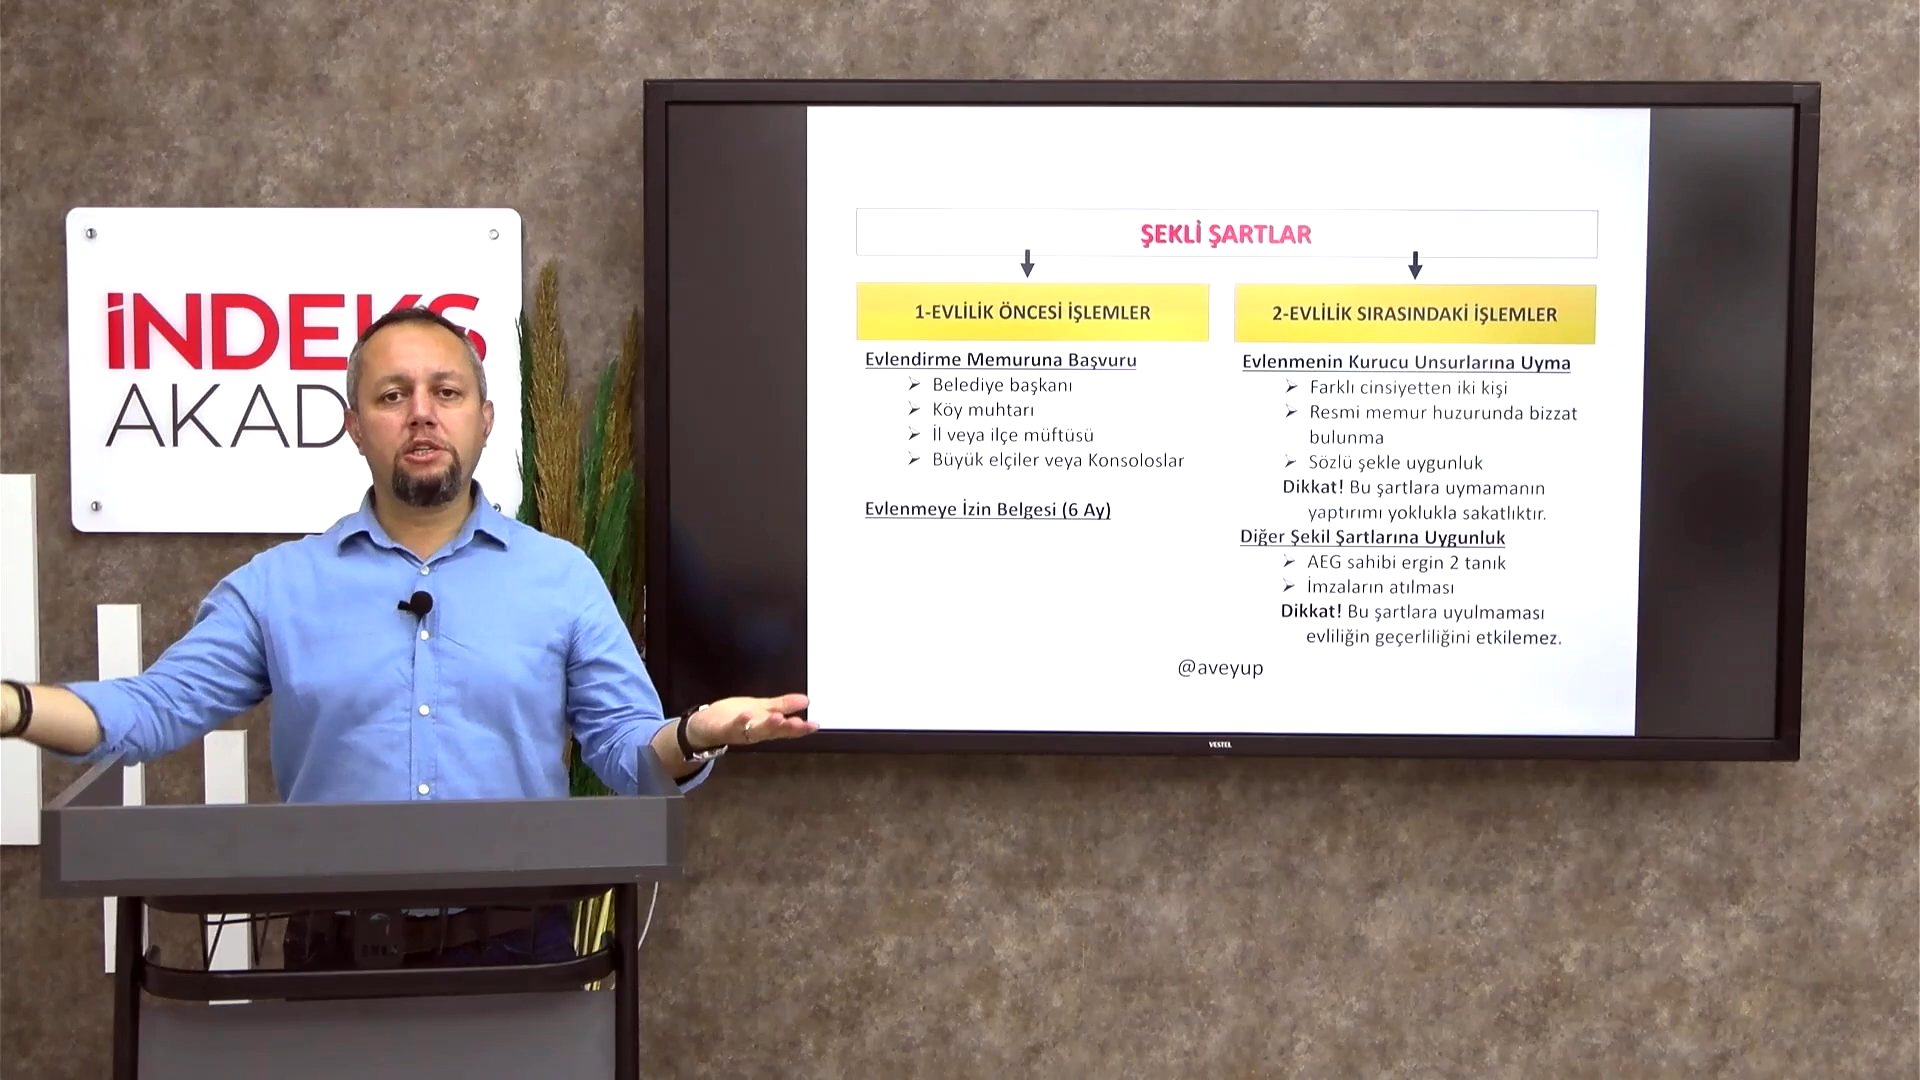 İNDEKS
AKAD
ŞEKLİ ŞARTLAR
1-EVLİLİK ÖNCESİ İŞLEMLER
Evlendirme Memuruna Başvuru
➢ Belediye başkanı
➢ Köy muhtarı
➢ İl veya ilçe müftüsü
➢ Büyük elçiler veya Konsoloslar
Evlenmeye İzin Belgesi (6 Ay)
2-EVLİLİK SIRASINDAKİ İŞLEMLER
Evlenmenin Kurucu Unsurlarına Uyma
➢ Farklı cinsiyetten iki kişi
➢ Resmi memur huzurunda bizzat
bulunma
➢ Sözlü şekle uygunluk
Dikkat! Bu şartlara uymamanın
yaptırımı yoklukla sakatlıktır.
Diğer Şekil Şartlarına Uygunluk
➢ AEG sahibi ergin 2 tanık
➢ İmzaların atılması
Dikkat! Bu şartlara uyulmaması
evliliğin geçerliliğini etkilemez.
@aveyup
VESTEL